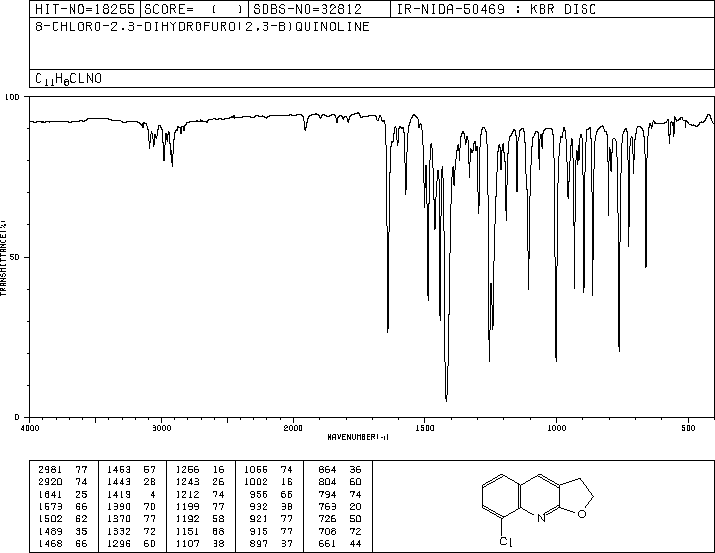 HIT-NO=18255 SCORE= ( ) SDBS-NO=32812 IR-NIDA-50469 : KBR DISC
8-CHLORO-2,3-DIHYDROFURO(2,3-B)QUINOLINE
C11H8CLNO
100
50
0
TRANSMITTANCE(%)
4000 3000 2000 1500 1000 500
WAVENUMBER(-1)
2981 77 1463 57 1256 16 1066 74 864 36
2920 74 1443 28 1243 26 1002 16 804 60
1641 25 1419 4 1212 74 955 66 794 74
1573 66 1390 70 1199 77 932 38 763 20
1502 62 1370 77 1192 58 921 77 726 50
1489 35 1332 72 1151 68 915 77 708 72
1468 66 1296 60 1107 38 897 37 661 44
N
O
Cl